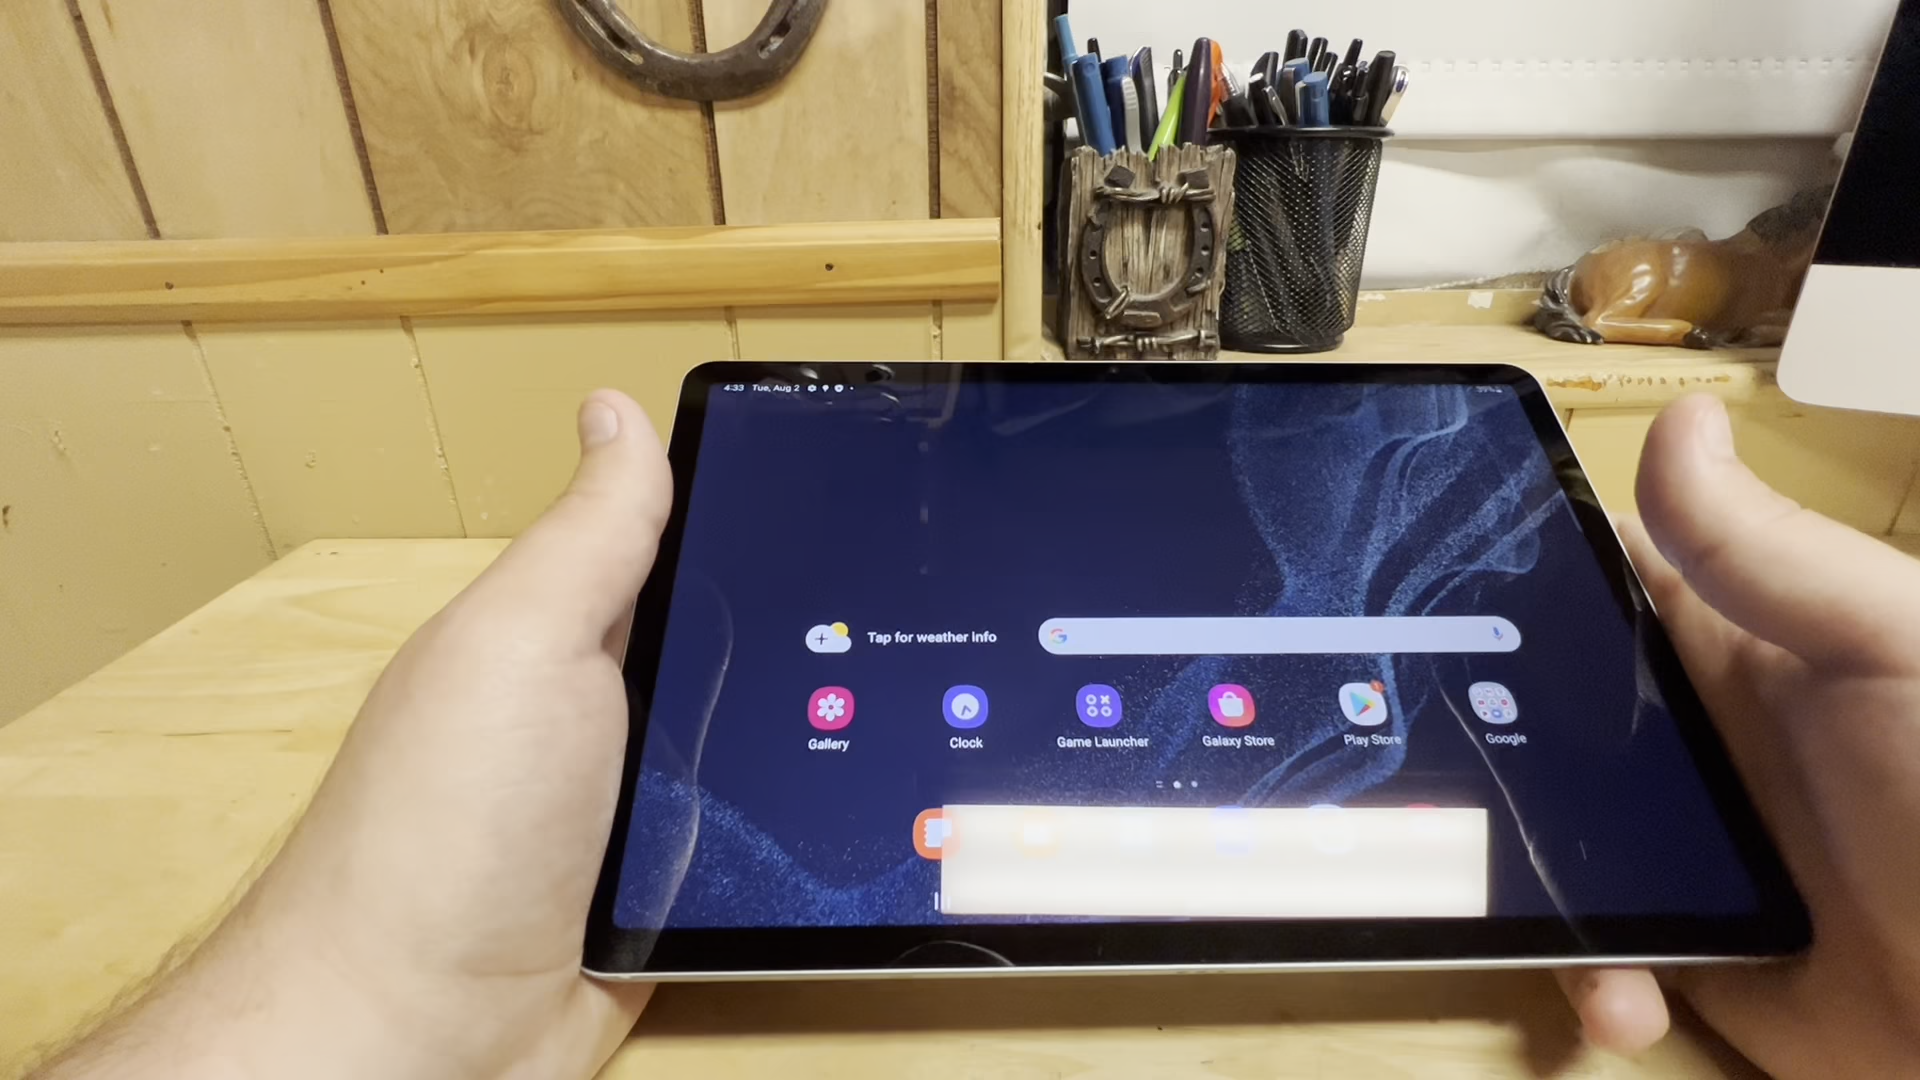 4:33 Tue, Aug 2
Tap for weather info
Gallery Clock Game Launcher Galaxy Store Play Store Google